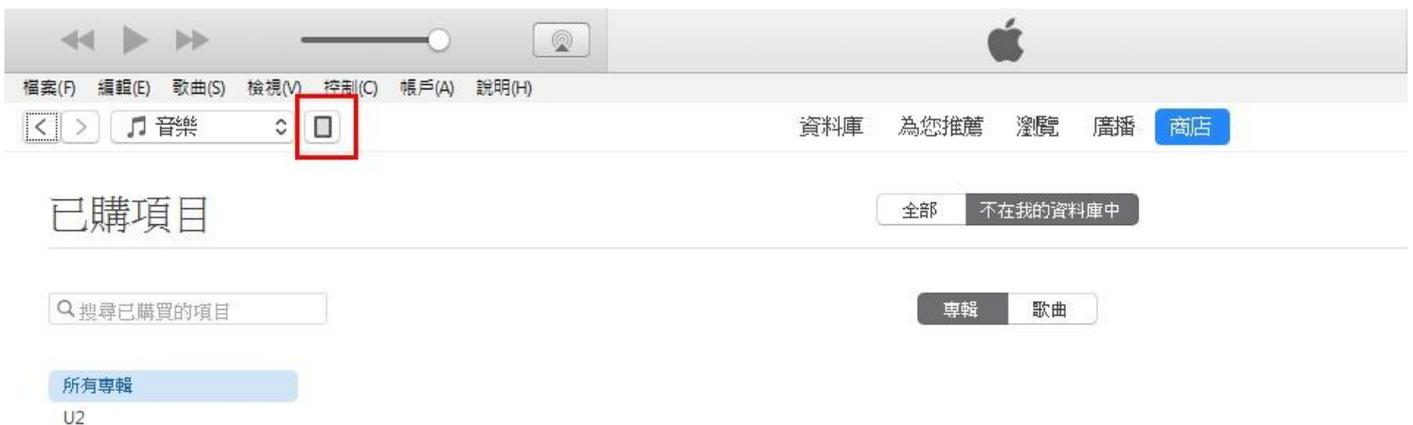 檔案(F) 編輯(E) 歌曲(S) 檢視(V) 控制(C) 帳戶(A) 說明(H)
音樂 資料庫 為您推薦 瀏覽 廣播 商店
已購項目 全部 不在我的資料庫中
搜尋已購買的項目 專輯 歌曲
所有專輯
U2